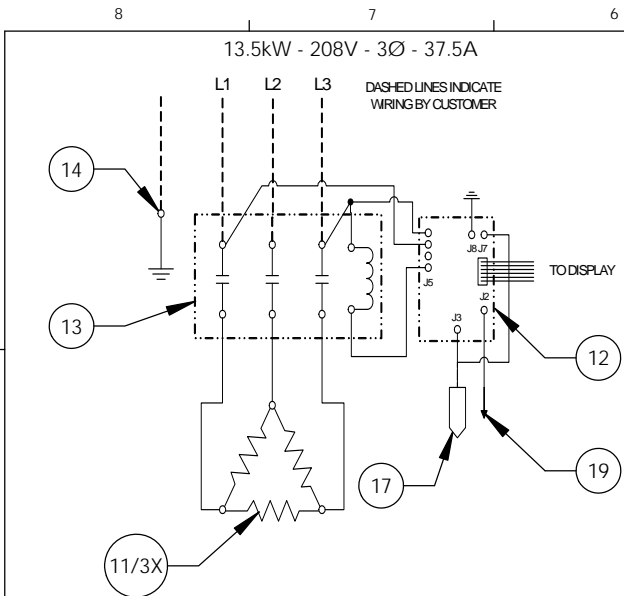 8 7 6
13.5kW - 208V - 3Ø - 37.5A
L1 L2 L3
DASHED LINES INDICATE
WIRING BY CUSTOMER
14
J8 J7
TO DISPLAY
J5
J2
13
J3
12
17
19
11/3X